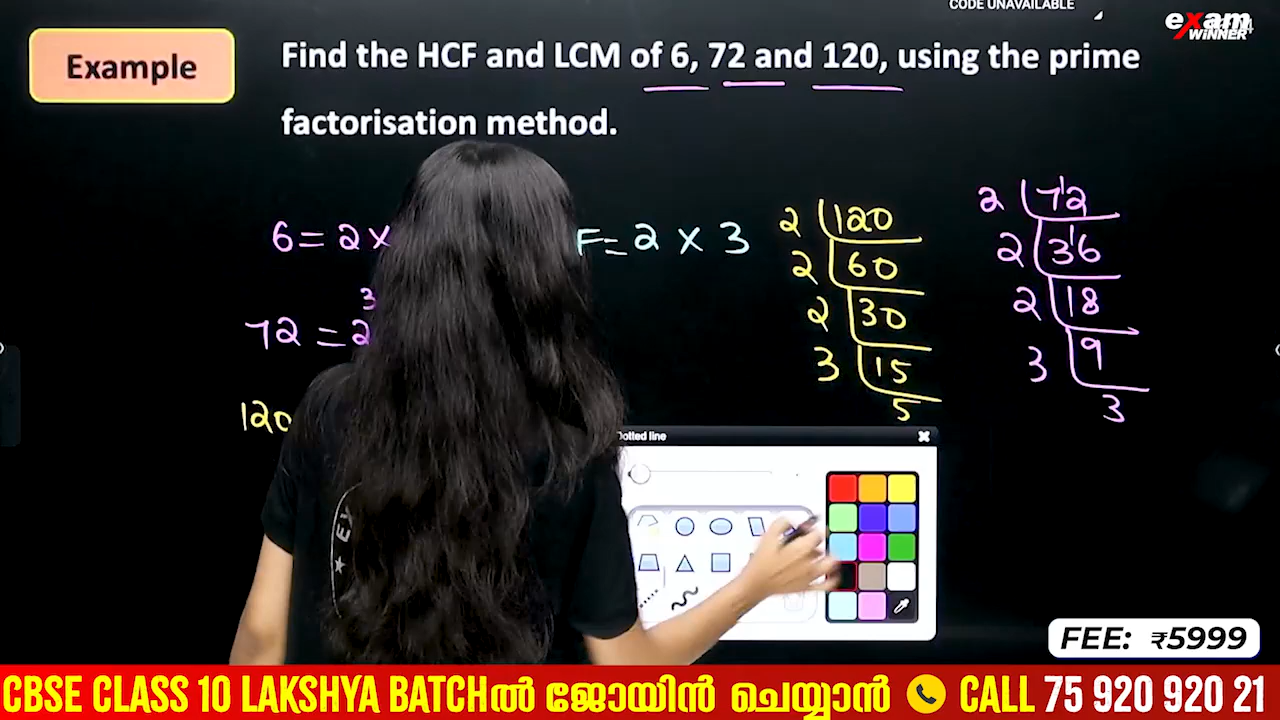 CODE UNAVAILABLE
exam
WINNER
Example
Find the HCF and LCM of 6, 72 and 120, using the prime
factorisation method.
6 = 2 ×
F = 2 × 3
3
72 = 2
120
2 120
2 60
2 30
3 15
5
2 72
2 36
2 18
3 9
3
Dotted line
★ EX
FEE: ₹5999
CBSE CLASS 10 LAKSHYA BATCHൽ ജോയിൻ ചെയ്യാൻ CALL 75 920 920 21